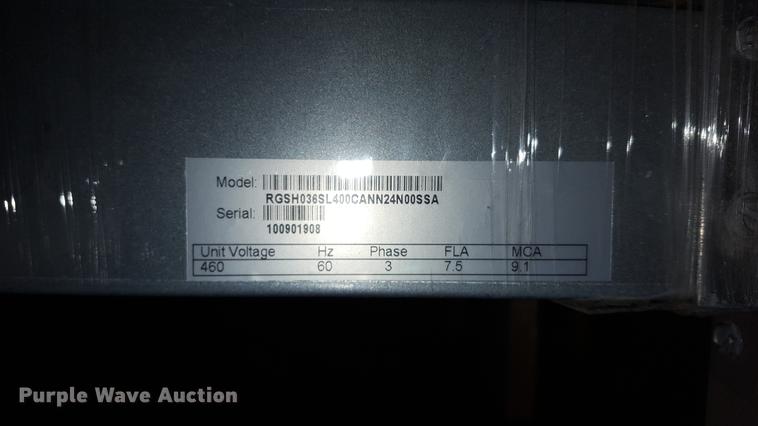 Model:
RGSH036SL400CANN24N00SSA
Serial:
100901908
Unit Voltage Hz Phase FLA MCA
460 60 3 7.5 9.1
Purple Wave Auction